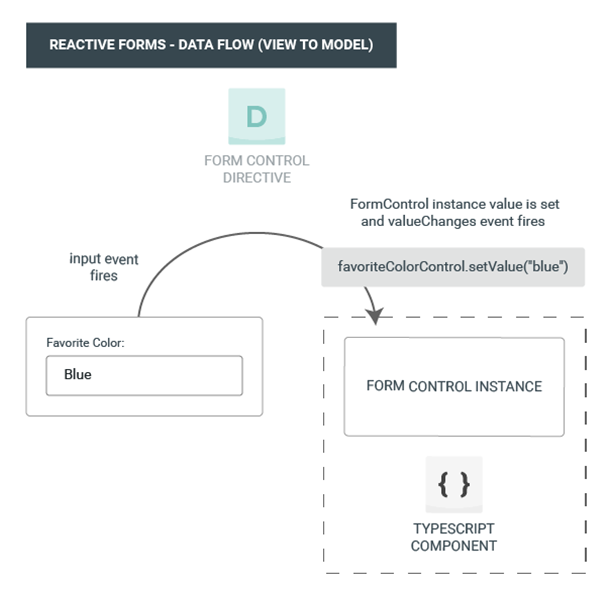 REACTIVE FORMS - DATA FLOW (VIEW TO MODEL)
D
FORM CONTROL
DIRECTIVE
FormControl instance value is set
and valueChanges event fires
input event
fires
favoriteColorControl.setValue("blue")
Favorite Color:
Blue
FORM CONTROL INSTANCE
{ }
TYPESCRIPT
COMPONENT